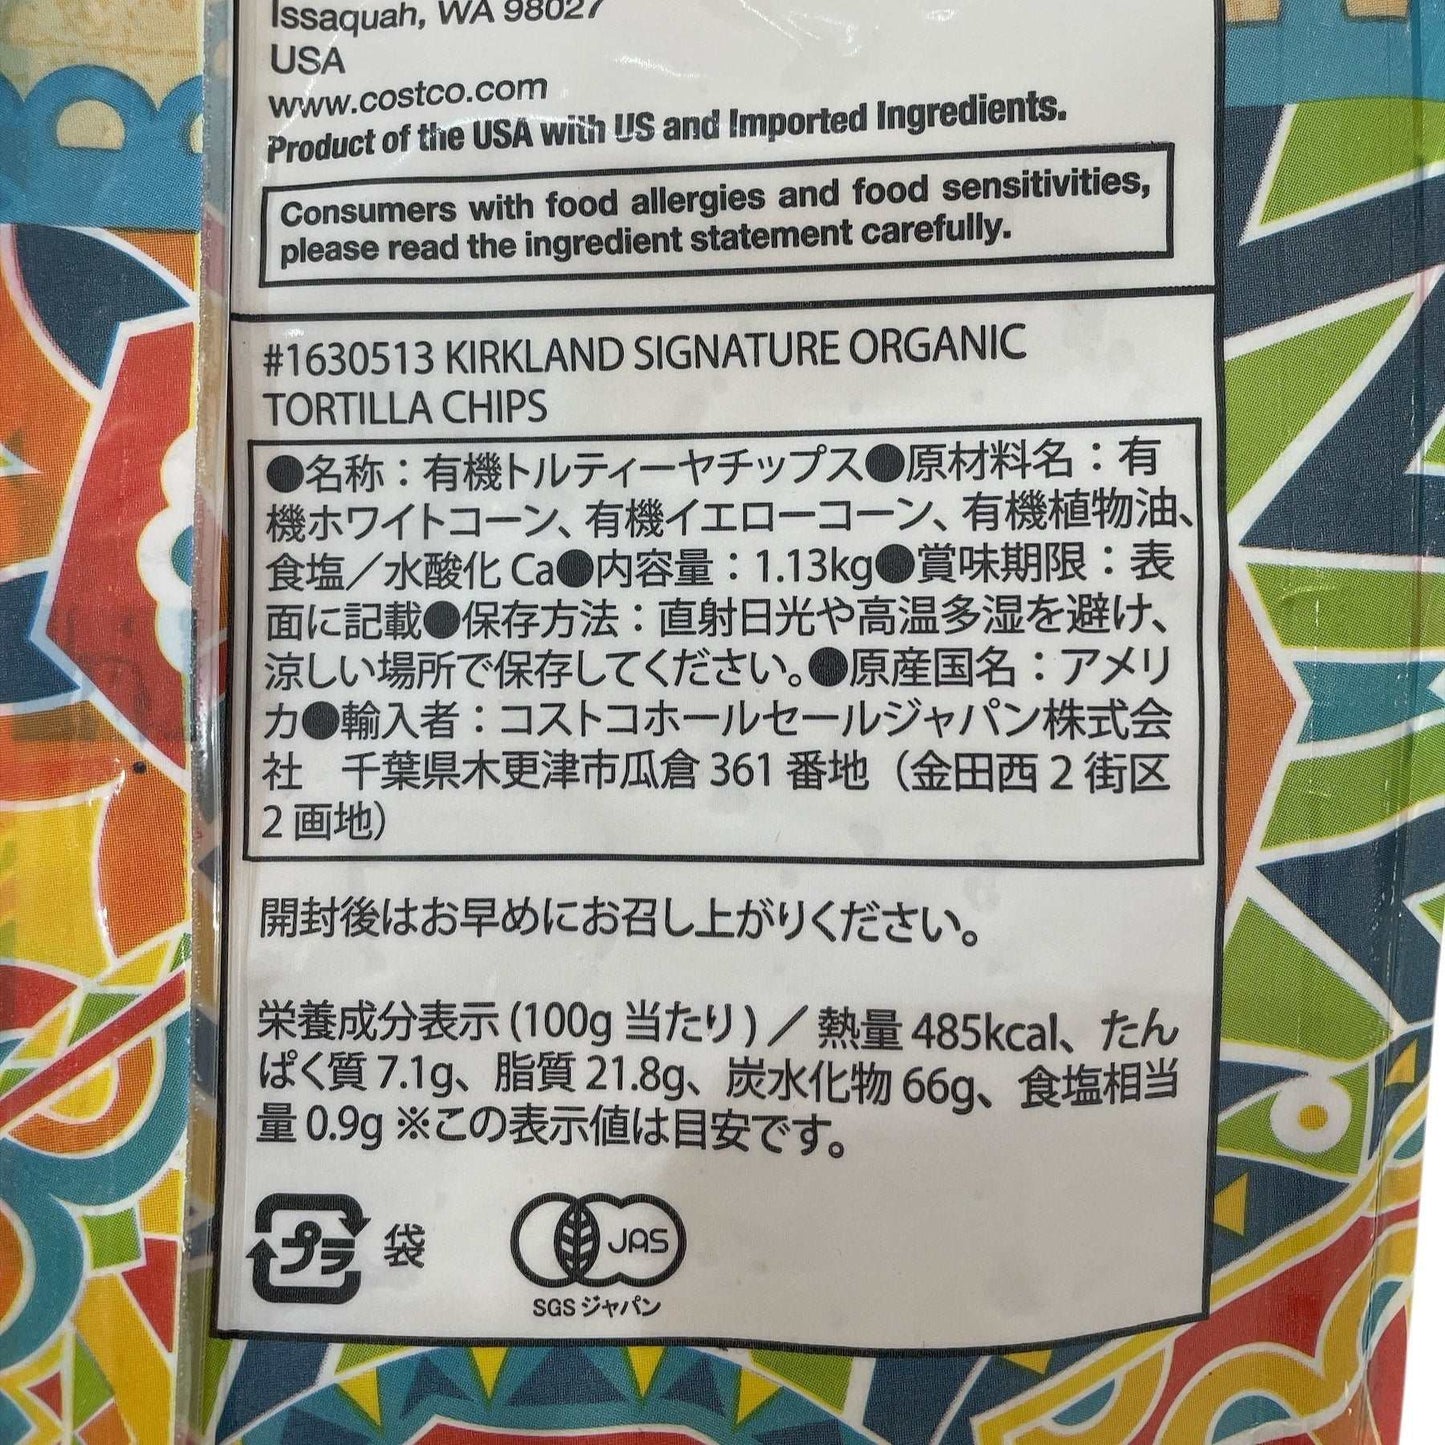 Issaquah, WA 98027
USA
www.costco.com
Product of the USA with US and Imported Ingredients.
Consumers with food allergies and food sensitivities,
please read the ingredient statement carefully.
#1630513 KIRKLAND SIGNATURE ORGANIC
TORTILLA CHIPS
●名称：有機トルティーヤチップス●原材料名：有
機ホワイトコーン、有機イエローコーン、有機植物油、
食塩／水酸化 Ca●内容量：1.13kg●賞味期限：表
面に記載●保存方法：直射日光や高温多湿を避け、
涼しい場所で保存してください。●原産国名：アメリ
カ●輸入者：コストコホールセールジャパン株式会
社　千葉県木更津市瓜倉 361 番地（金田西 2 街区
2 画地）
開封後はお早めにお召し上がりください。
栄養成分表示 (100g 当たり) ／ 熱量 485kcal、たん
ぱく質 7.1g、脂質 21.8g、炭水化物 66g、食塩相当
量 0.9g ※この表示値は目安です。
プラ 袋 JAS
SGS ジャパン